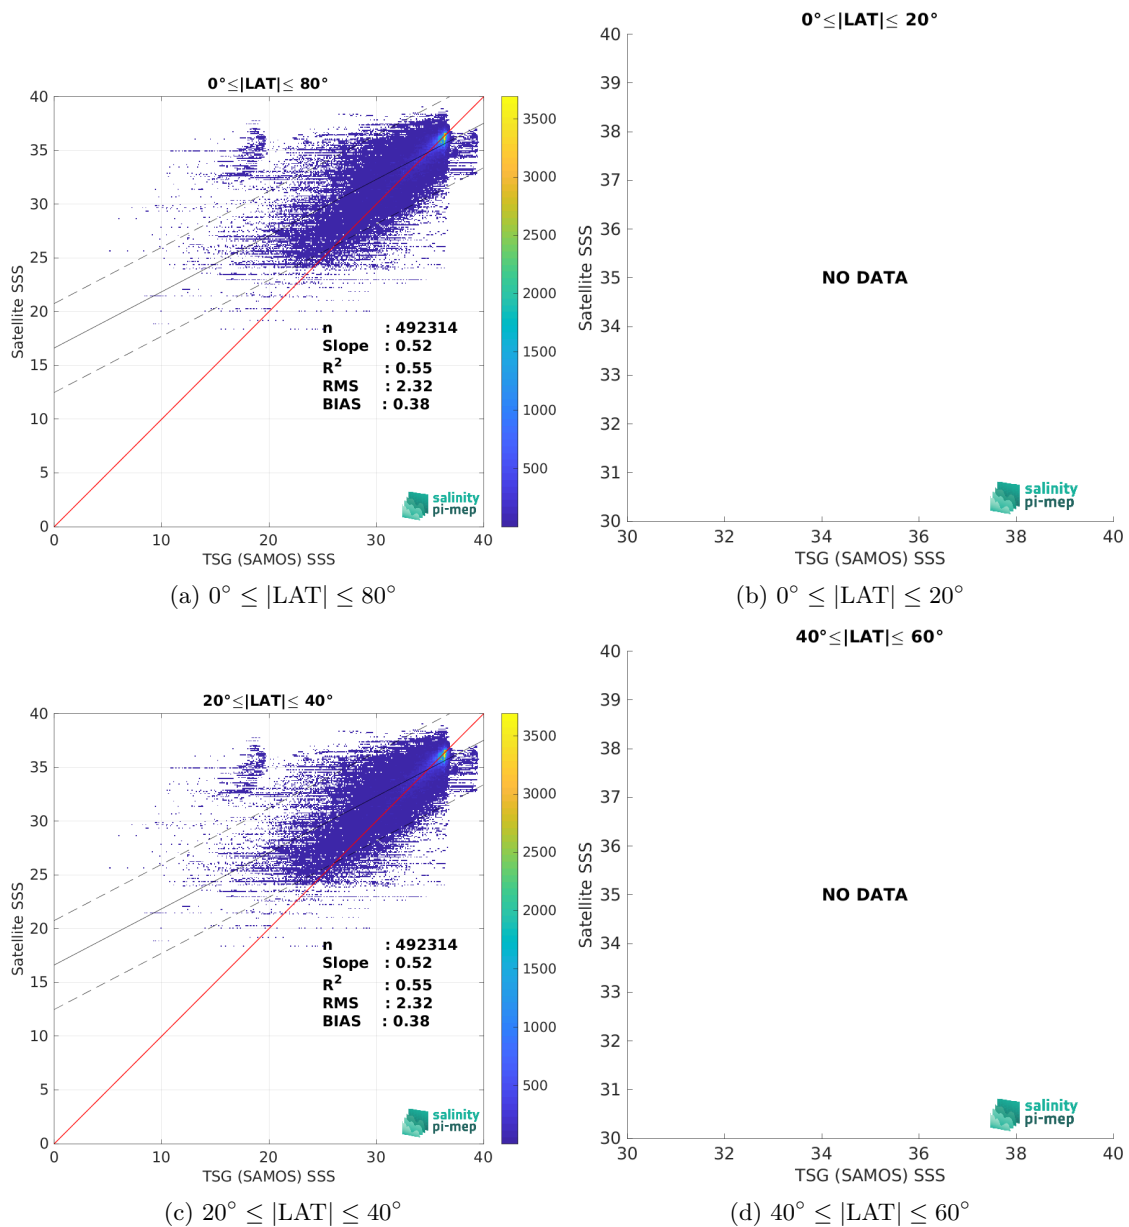 0°≤|LAT|≤ 80°
40
35
30
25
20
15
10
5
0
Satellite SSS
0 10 20 30 40
TSG (SAMOS) SSS
n : 492314
Slope : 0.52
R² : 0.55
RMS : 2.32
BIAS : 0.38
salinity
pi-mep
3500
3000
2500
2000
1500
1000
500
(a) 0° ≤ |LAT| ≤ 80°
0°≤|LAT|≤ 20°
40
39
38
37
36
35
34
33
32
31
30
Satellite SSS
NO DATA
salinity
pi-mep
30 32 34 36 38 40
TSG (SAMOS) SSS
(b) 0° ≤ |LAT| ≤ 20°
20°≤|LAT|≤ 40°
40
35
30
25
20
15
10
5
0
Satellite SSS
0 10 20 30 40
TSG (SAMOS) SSS
n : 492314
Slope : 0.52
R² : 0.55
RMS : 2.32
BIAS : 0.38
salinity
pi-mep
3500
3000
2500
2000
1500
1000
500
(c) 20° ≤ |LAT| ≤ 40°
40°≤|LAT|≤ 60°
40
39
38
37
36
35
34
33
32
31
30
Satellite SSS
NO DATA
salinity
pi-mep
30 32 34 36 38 40
TSG (SAMOS) SSS
(d) 40° ≤ |LAT| ≤ 60°